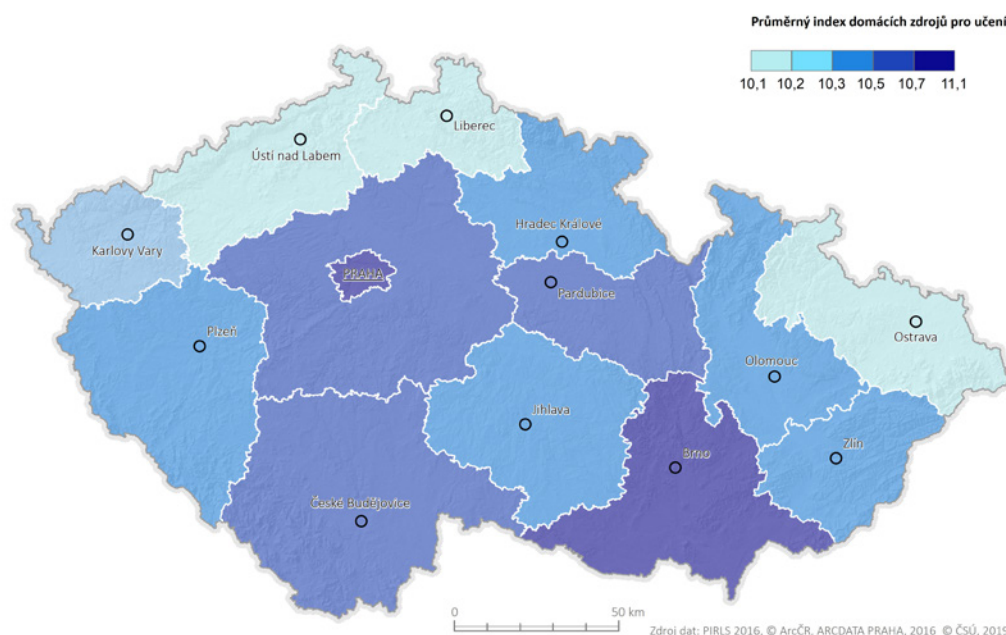 Průměrný index domácích zdrojů pro učení
10,1 10,2 10,3 10,5 10,7 11,1
Liberec
Ústí nad Labem
Hradec Králové
Karlovy Vary
PRAHA
Pardubice
Plzeň
Ostrava
Olomouc
Jihlava
Zlín
Brno
České Budějovice
0 50 km
Zdroj dat: PIRLS 2016, © ArcČR, ARCDATA PRAHA, 2016, © ČSÚ, 2019